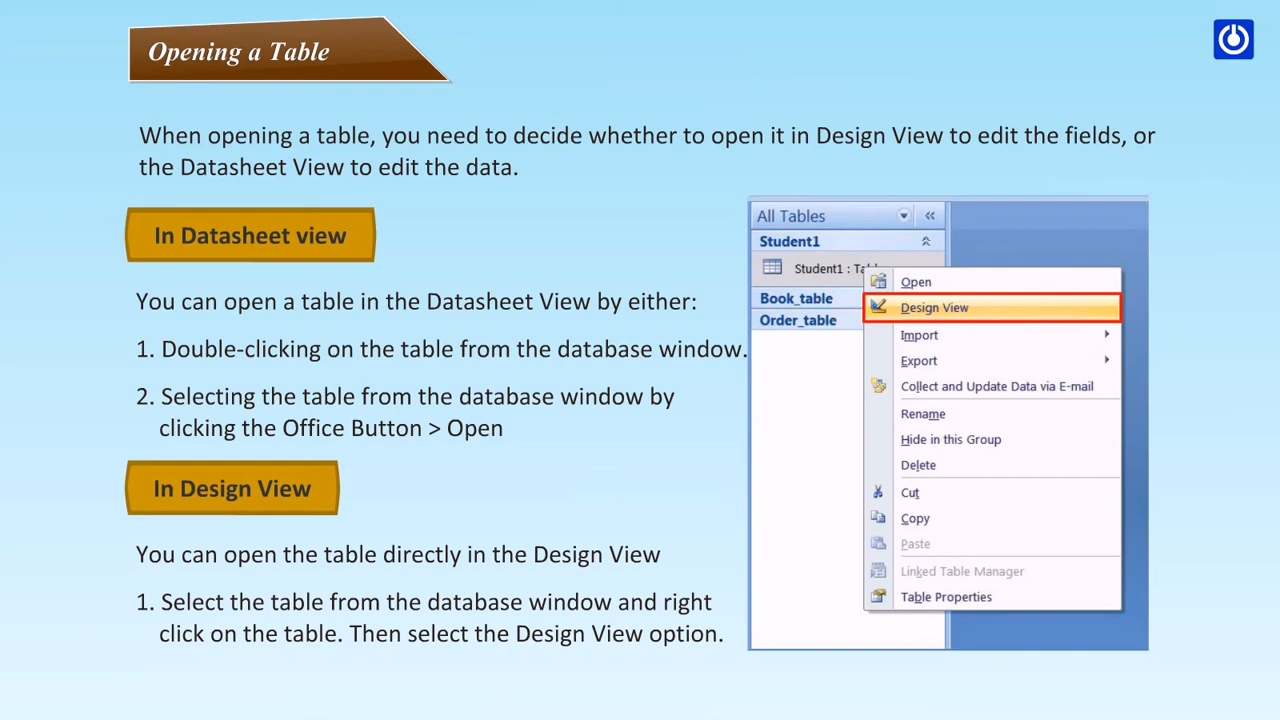 Opening a Table
When opening a table, you need to decide whether to open it in Design View to edit the fields, or
the Datasheet View to edit the data.
In Datasheet view
You can open a table in the Datasheet View by either:
1. Double-clicking on the table from the database window.
2. Selecting the table from the database window by
clicking the Office Button > Open
In Design View
You can open the table directly in the Design View
1. Select the table from the database window and right
click on the table. Then select the Design View option.
All Tables
Student1
Student1 :
Book_table
Order_table
Open
Design View
Import
Export
Collect and Update Data via E-mail
Rename
Hide in this Group
Delete
Cut
Copy
Paste
Linked Table Manager
Table Properties